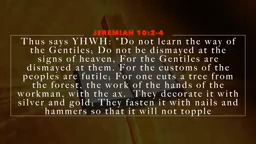 JEREMIAH 10:2-4
Thus says YHWH: "Do not learn the way of
the Gentiles; Do not be dismayed at the
signs of heaven, For the Gentiles are
dismayed at them. For the customs of the
peoples are futile; For one cuts a tree from
the forest, the work of the hands of the
workman, with the ax. They decorate it with
silver and gold; They fasten it with nails and
hammers so that it will not topple